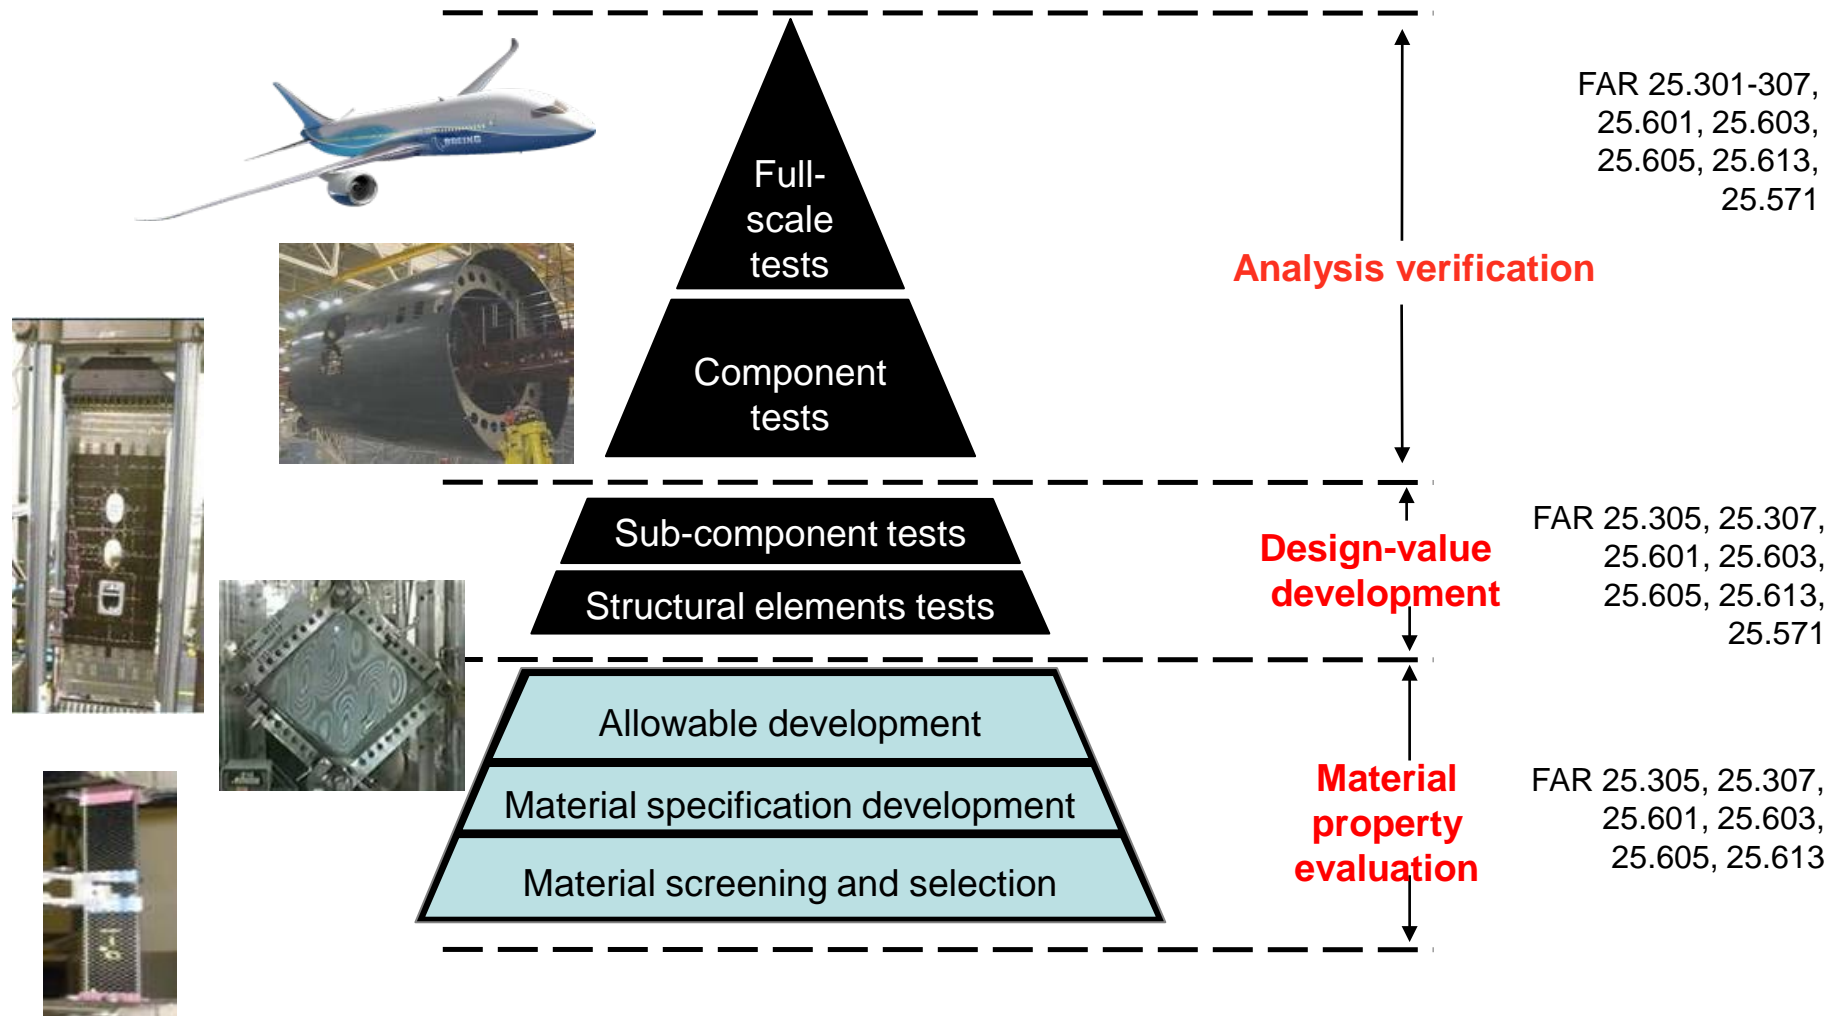 FAR 25.301-307,
25.601, 25.603,
25.605, 25.613,
25.571
BOEING
Full-
scale
tests
Analysis verification
Component
tests
Sub-component tests
Structural elements tests
Design-value
development
FAR 25.305, 25.307,
25.601, 25.603,
25.605, 25.613,
25.571
Allowable development
Material specification development
Material screening and selection
Material
property
evaluation
FAR 25.305, 25.307,
25.601, 25.603,
25.605, 25.613